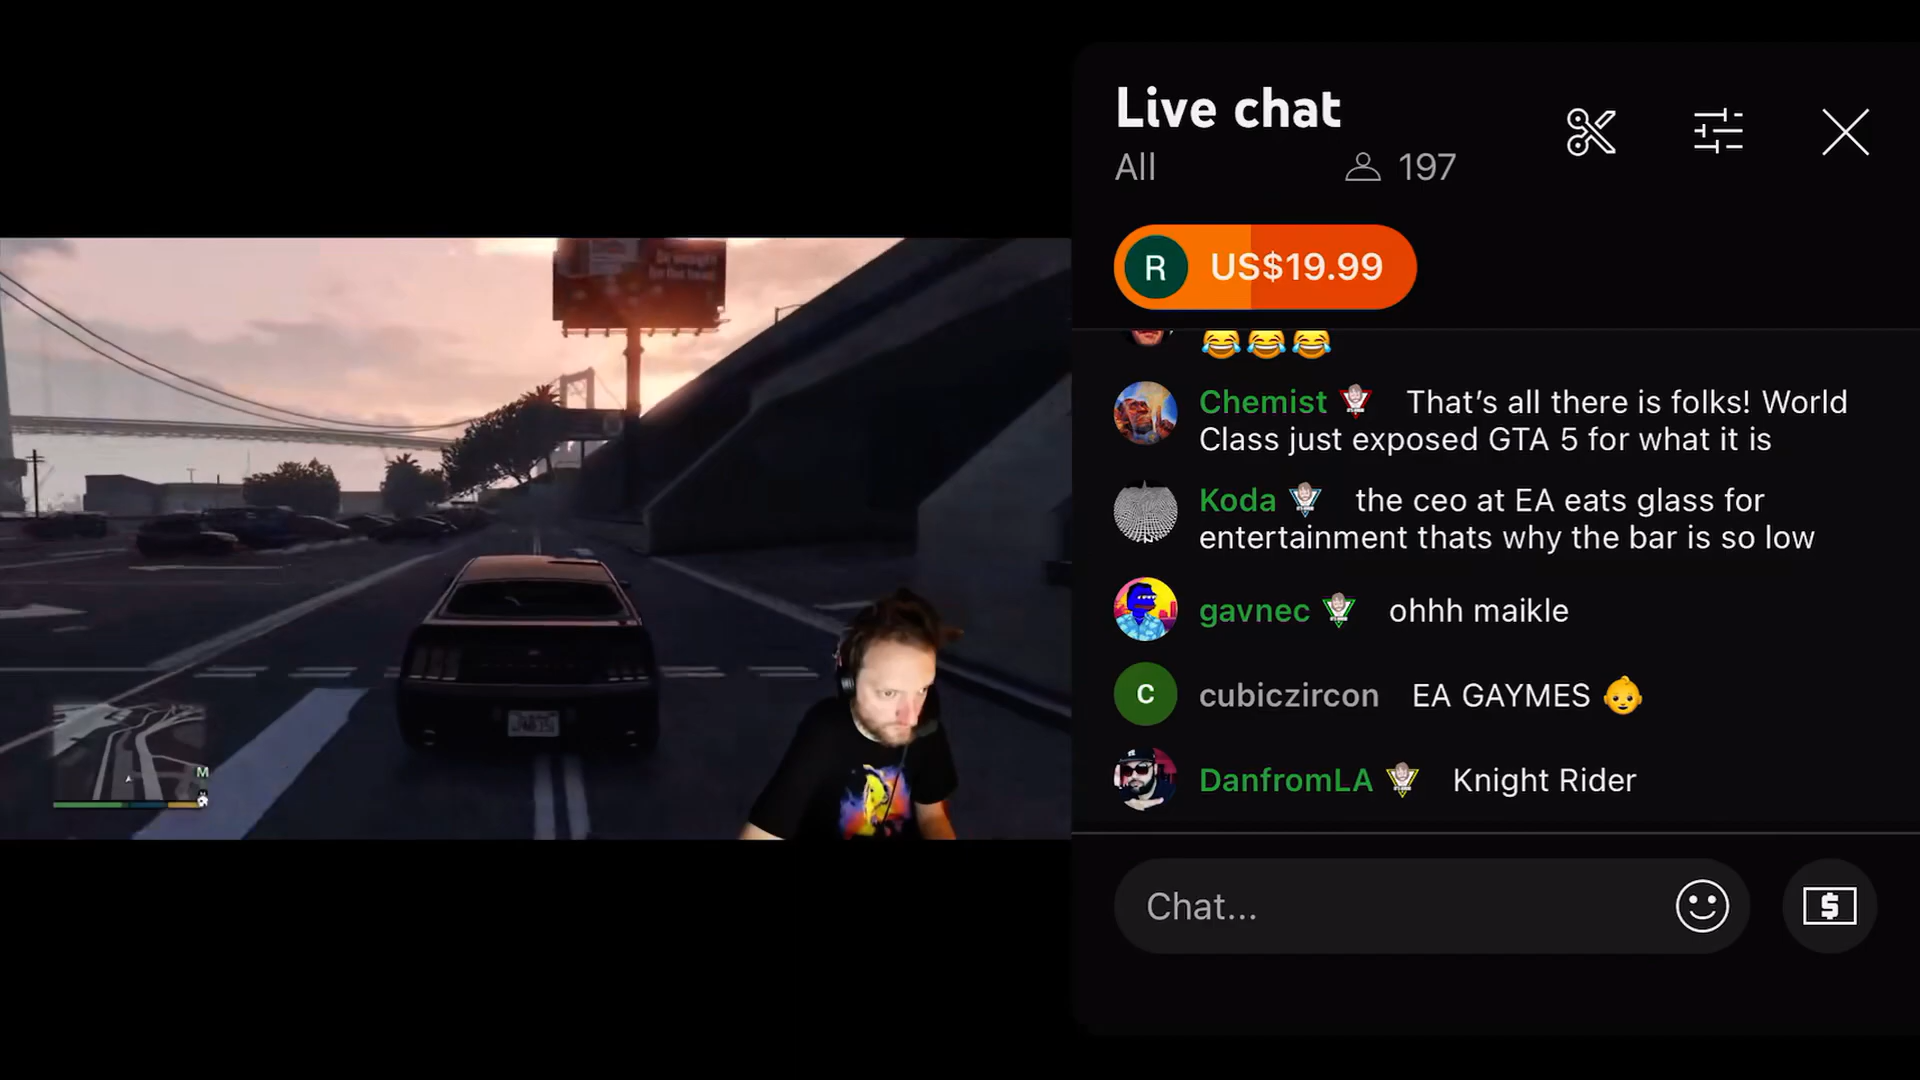 Live chat
All 197
R US$19.99
😂😂😂
Chemist That’s all there is folks! World
Class just exposed GTA 5 for what it is
Koda the ceo at EA eats glass for
entertainment thats why the bar is so low
gavnec ohhh maikle
C cubiczircon EA GAYMES 👶
DanfromLA Knight Rider
Chat...
M